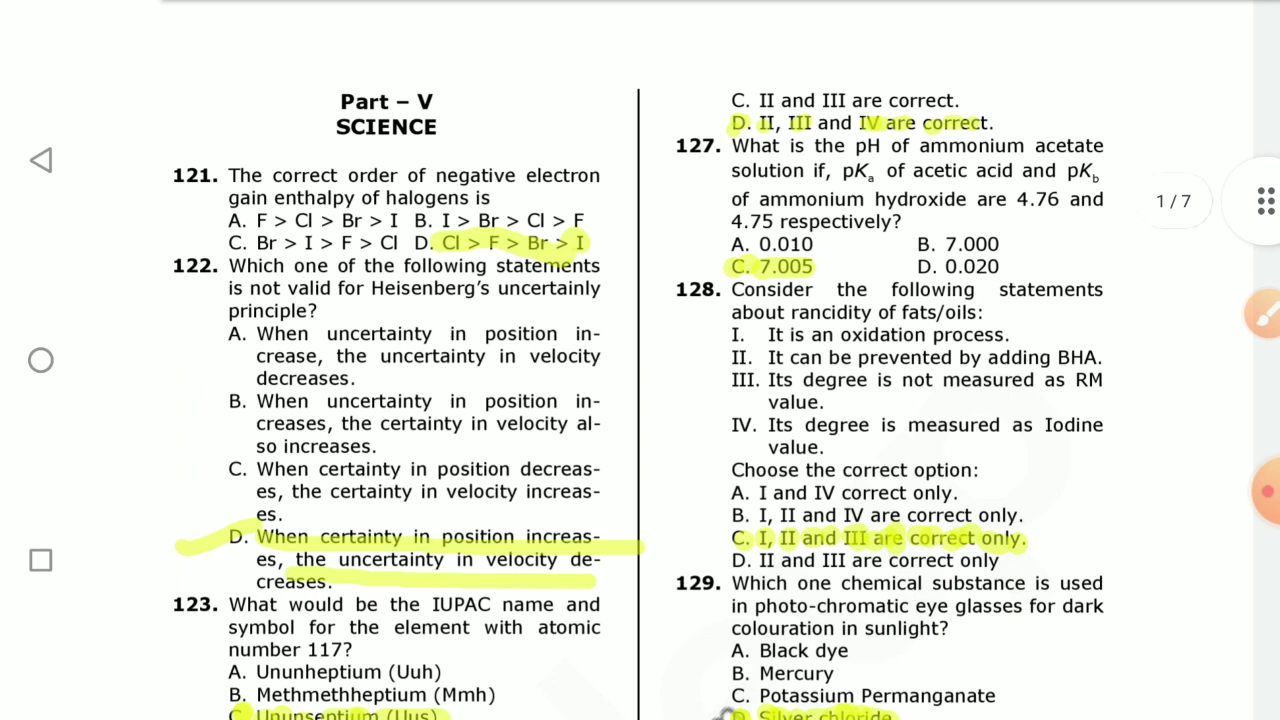 Part – V
SCIENCE
121. The correct order of negative electron
gain enthalpy of halogens is
A. F > Cl > Br > I B. I > Br > Cl > F
C. Br > I > F > Cl D. Cl > F > Br > I
122. Which one of the following statements
is not valid for Heisenberg’s uncertainly
principle?
A. When uncertainty in position in-
crease, the uncertainty in velocity
decreases.
B. When uncertainty in position in-
creases, the certainty in velocity al-
so increases.
C. When certainty in position decreas-
es, the certainty in velocity increas-
es.
D. When certainty in position increas-
es, the uncertainty in velocity de-
creases.
123. What would be the IUPAC name and
symbol for the element with atomic
number 117?
A. Ununheptium (Uuh)
B. Methmethheptium (Mmh)
C. Ununseptium (Uus)
C. II and III are correct.
D. II, III and IV are correct.
127. What is the pH of ammonium acetate
solution if, pKa of acetic acid and pKb
of ammonium hydroxide are 4.76 and
4.75 respectively?
A. 0.010 B. 7.000
C. 7.005 D. 0.020
128. Consider the following statements
about rancidity of fats/oils:
I. It is an oxidation process.
II. It can be prevented by adding BHA.
III. Its degree is not measured as RM
value.
IV. Its degree is measured as Iodine
value.
Choose the correct option:
A. I and IV correct only.
B. I, II and IV are correct only.
C. I, II and III are correct only.
D. II and III are correct only
129. Which one chemical substance is used
in photo-chromatic eye glasses for dark
colouration in sunlight?
A. Black dye
B. Mercury
C. Potassium Permanganate
D. Silver chloride
1/7